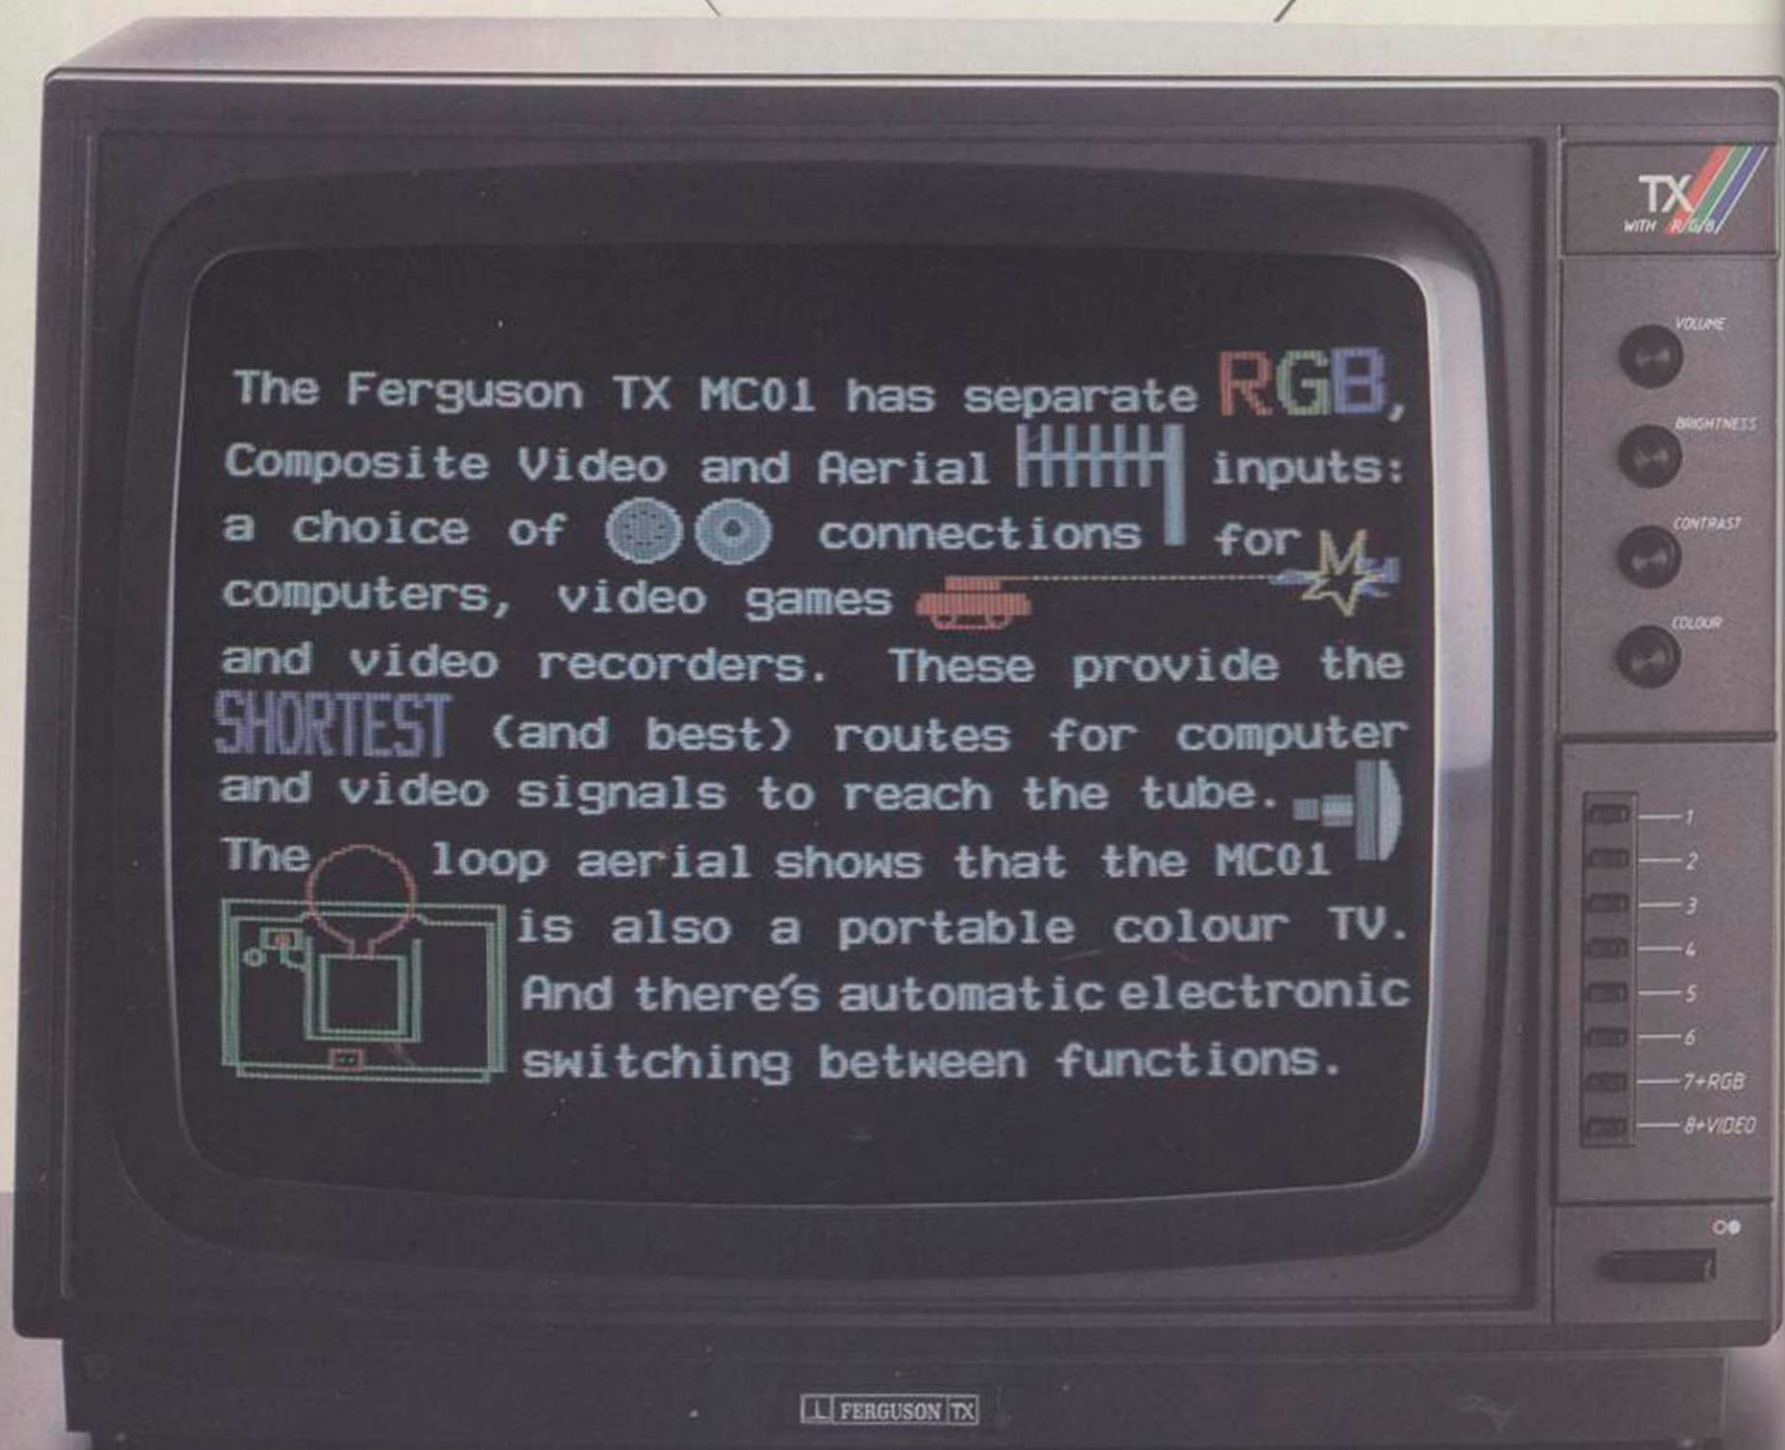 The Ferguson TX MC01 has separate RGB,
Composite Video and Aerial inputs:
a choice of connections for
computers, video games
and video recorders. These provide the
SHORTEST (and best) routes for computer
and video signals to reach the tube.
The loop aerial shows that the MC01
is also a portable colour TV.
And there's automatic electronic
switching between functions.
TX
WITH RGB
VOLUME
BRIGHTNESS
CONTRAST
COLOUR
1
2
3
4
5
6
7+RGB
8+VIDEO
FERGUSON TX